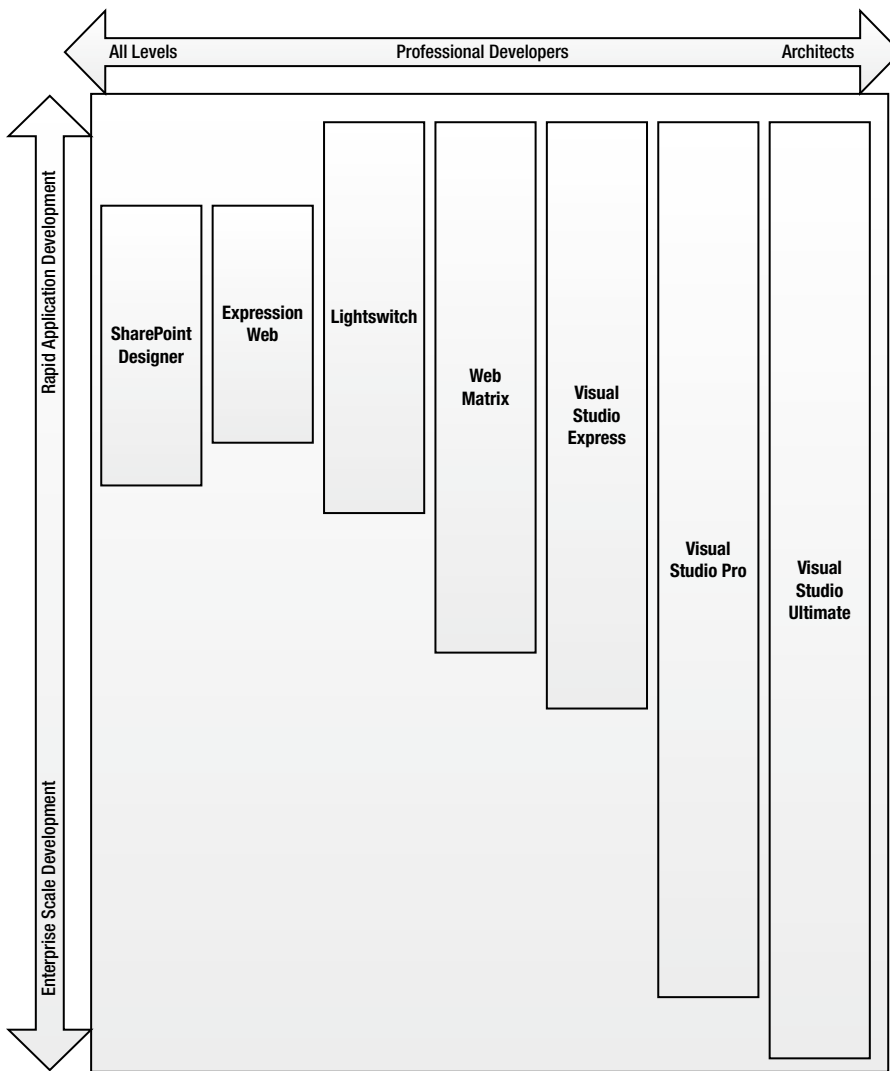 All Levels
Professional Developers
Architects
Rapid Application Development
Enterprise Scale Development
SharePoint
Designer
Expression
Web
Lightswitch
Web
Matrix
Visual
Studio
Express
Visual
Studio Pro
Visual
Studio
Ultimate